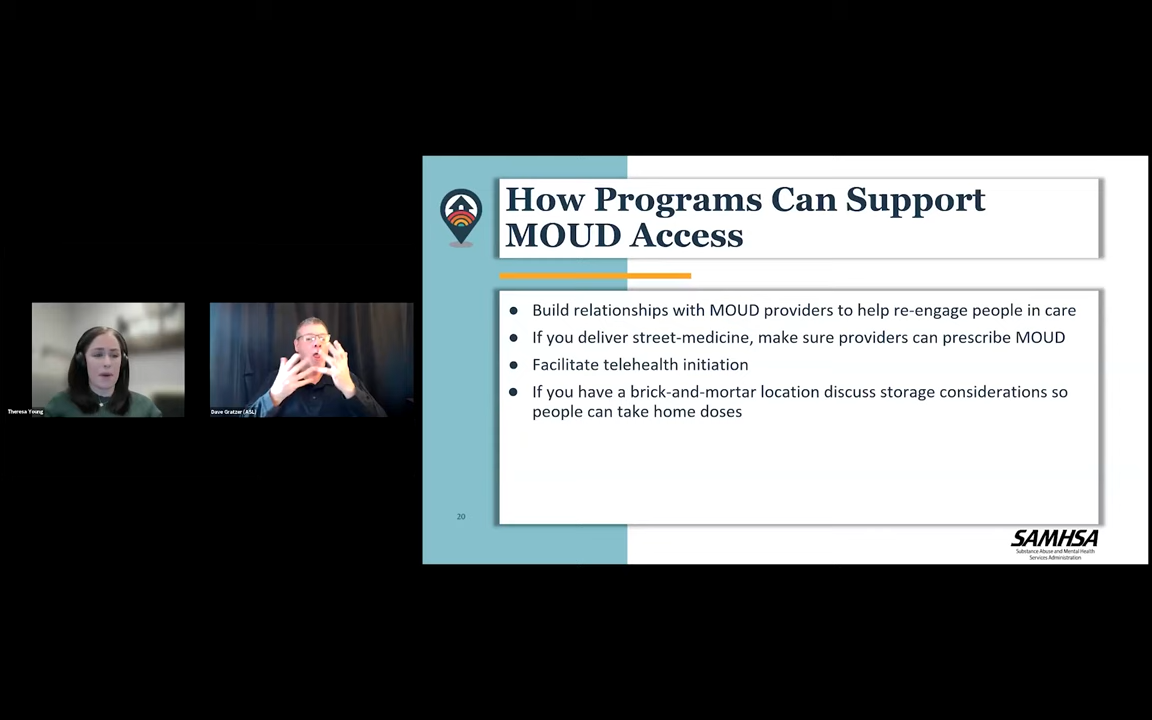 How Programs Can Support
MOUD Access
● Build relationships with MOUD providers to help re-engage people in care
● If you deliver street-medicine, make sure providers can prescribe MOUD
● Facilitate telehealth initiation
● If you have a brick-and-mortar location discuss storage considerations so
people can take home doses
Theresa Young
Dave Gratzer (ASL)
20
SAMHSA
Substance Abuse and Mental Health
Services Administration